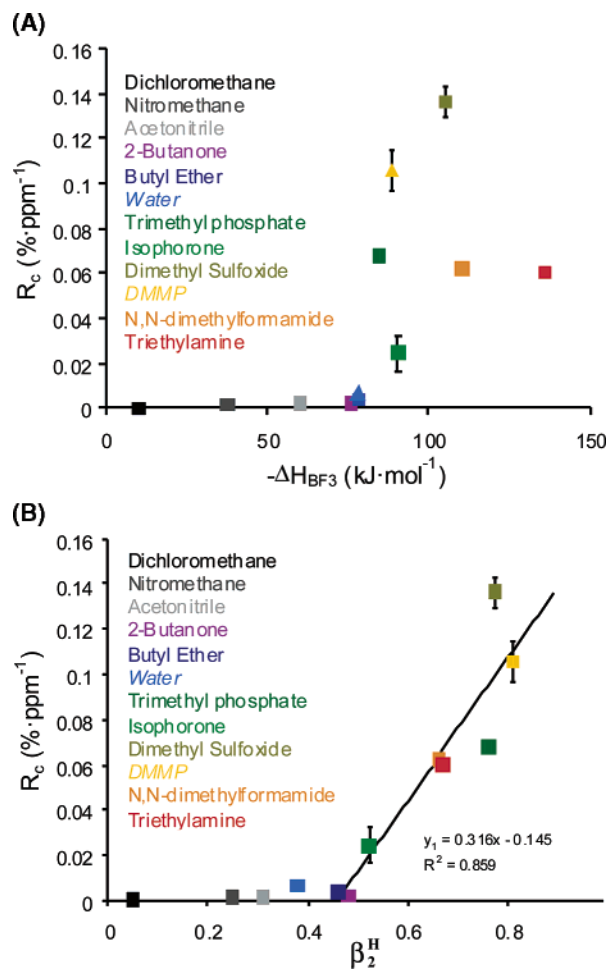 (A)
0.16
0.14
0.12
0.1
0.08
0.06
0.04
0.02
0
R_c (%·ppm⁻¹)
Dichloromethane
Nitromethane
Acetonitrile
2-Butanone
Butyl Ether
Water
Trimethyl phosphate
Isophorone
Dimethyl Sulfoxide
DMMP
N,N-dimethylformamide
Triethylamine
0 50 100 150
-ΔH_BF3 (kJ·mol⁻¹)
(B)
0.16
0.14
0.12
0.1
0.08
0.06
0.04
0.02
0
R_c (%·ppm⁻¹)
Dichloromethane
Nitromethane
Acetonitrile
2-Butanone
Butyl Ether
Water
Trimethyl phosphate
Isophorone
Dimethyl Sulfoxide
DMMP
N,N-dimethylformamide
Triethylamine
y₁ = 0.316x - 0.145
R² = 0.859
0 0.2 0.4 0.6 0.8
β₂ᴴ